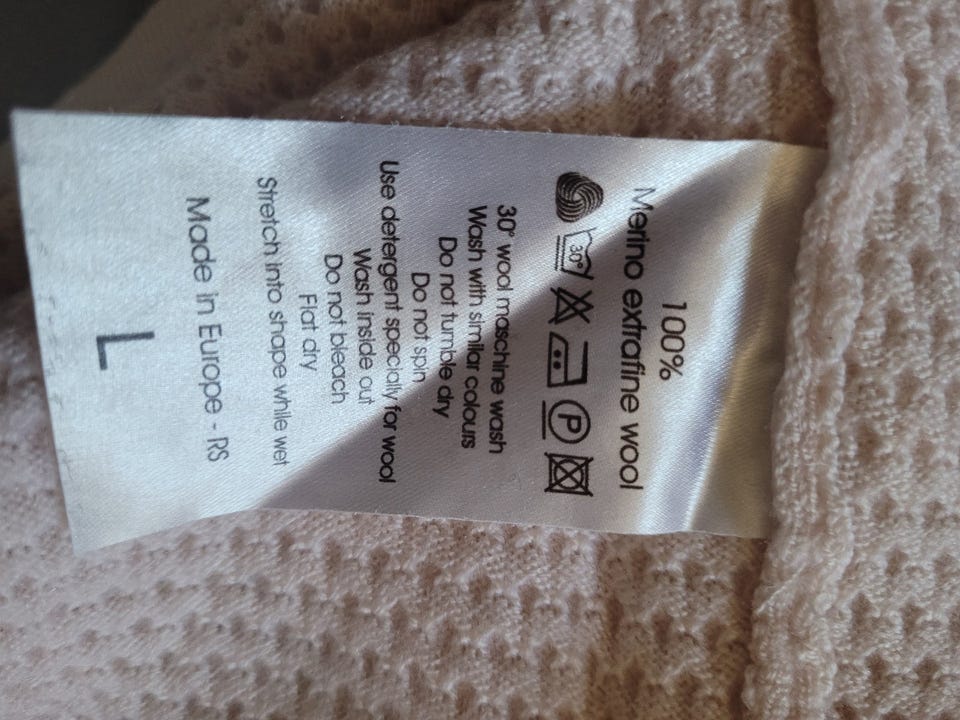 100%
Merino extrafine wool
30° P
30° wool maschine wash
Wash with similar colours
Do not tumble dry
Do not spin
Use detergent specially for wool
Wash inside out
Do not bleach
Flat dry
Stretch into shape while wet
Made in Europe - RS
L